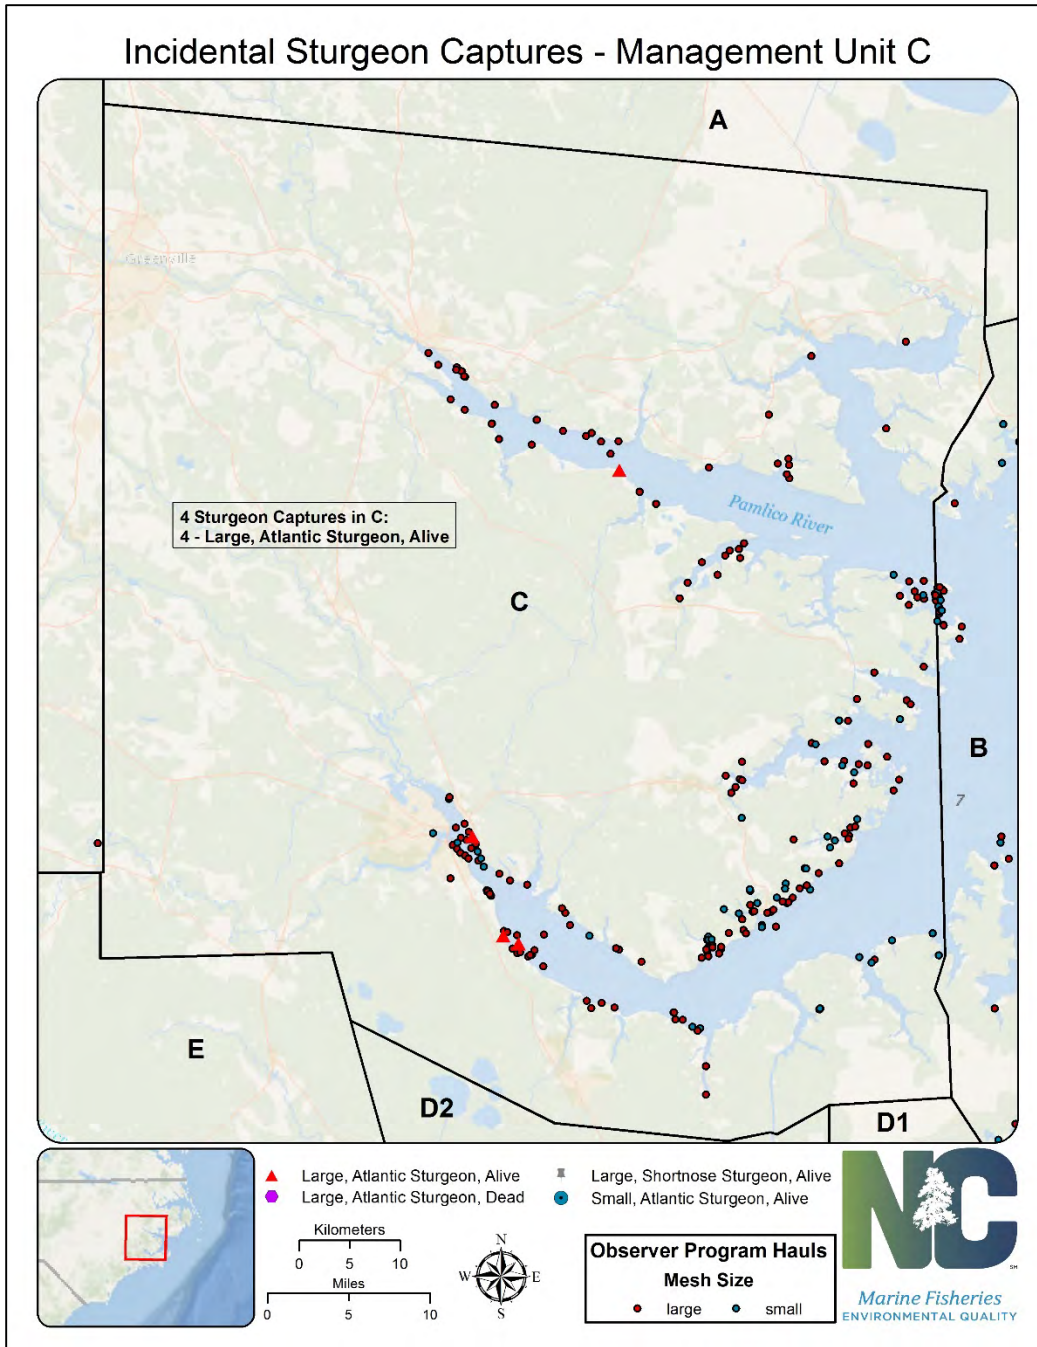 Incidental Sturgeon Captures - Management Unit C
A
Greenville
4 Sturgeon Captures in C:
4 - Large, Atlantic Sturgeon, Alive
Pamlico River
C
B
7
E
D2
D1
Large, Atlantic Sturgeon, Alive
Large, Atlantic Sturgeon, Dead
Large, Shortnose Sturgeon, Alive
Small, Atlantic Sturgeon, Alive
Kilometers
0 5 10
Miles
0 5 10
N
W E
S
Observer Program Hauls
Mesh Size
large small
NC
SM
Marine Fisheries
ENVIRONMENTAL QUALITY